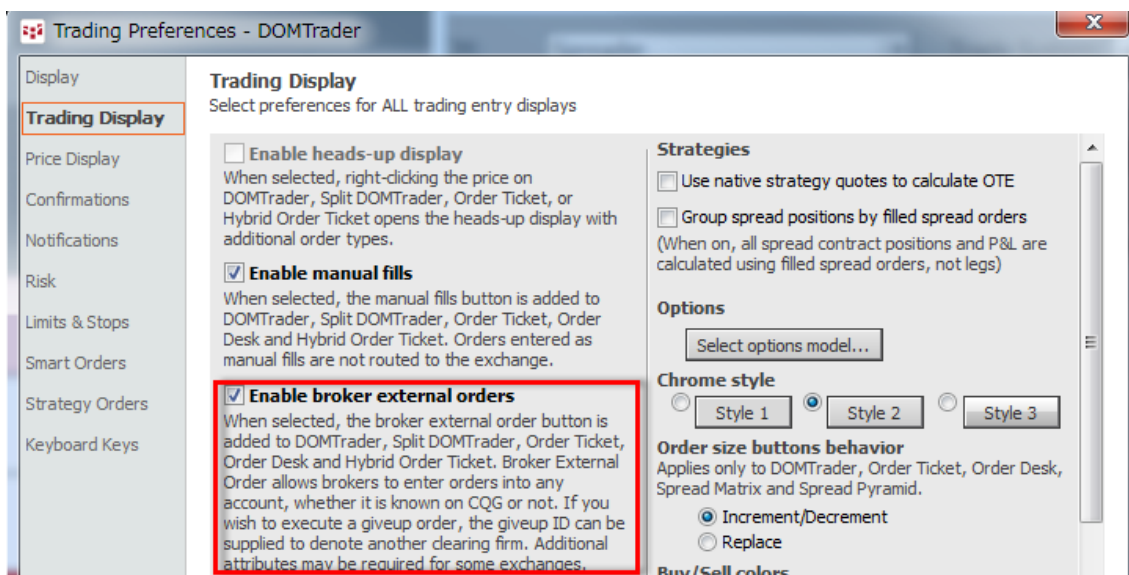 Trading Preferences - DOMTrader
X
Display
Trading Display
Price Display
Confirmations
Notifications
Risk
Limits & Stops
Smart Orders
Strategy Orders
Keyboard Keys
Trading Display
Select preferences for ALL trading entry displays
Enable heads-up display
When selected, right-clicking the price on
DOMTrader, Split DOMTrader, Order Ticket, or
Hybrid Order Ticket opens the heads-up display with
additional order types.
Enable manual fills
When selected, the manual fills button is added to
DOMTrader, Split DOMTrader, Order Ticket, Order
Desk and Hybrid Order Ticket. Orders entered as
manual fills are not routed to the exchange.
Enable broker external orders
When selected, the broker external order button is
added to DOMTrader, Split DOMTrader, Order Ticket,
Order Desk and Hybrid Order Ticket. Broker External
Order allows brokers to enter orders into any
account, whether it is known on CQG or not. If you
wish to execute a giveup order, the giveup ID can be
supplied to denote another clearing firm. Additional
attributes may be required for some exchanges.
Strategies
Use native strategy quotes to calculate OTE
Group spread positions by filled spread orders
(When on, all spread contract positions and P&L are
calculated using filled spread orders, not legs)
Options
Select options model...
Chrome style
Style 1 Style 2 Style 3
Order size buttons behavior
Applies only to DOMTrader, Order Ticket, Order Desk,
Spread Matrix and Spread Pyramid.
Increment/Decrement
Replace
Buy/Sell colors